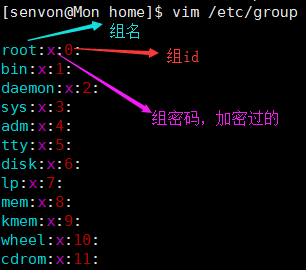 [senvon@Mon home]$ vim /etc/group
组名
root:x:0:
组id
bin:x:1:
daemon:x:2:
sys:x:3:
组密码，加密过的
adm:x:4:
tty:x:5:
disk:x:6:
lp:x:7:
mem:x:8:
kmem:x:9:
wheel:x:10:
cdrom:x:11: